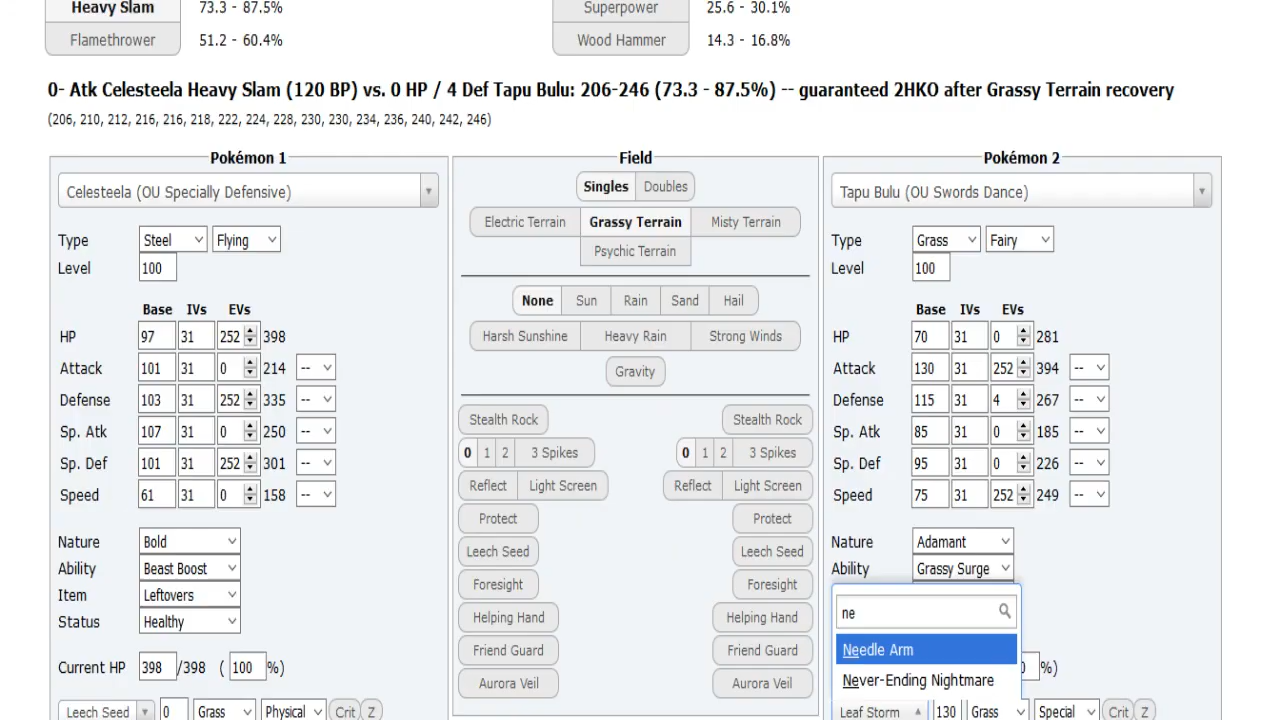 Heavy Slam 73.3 - 87.5% Superpower 25.6 - 30.1%
Flamethrower 51.2 - 60.4% Wood Hammer 14.3 - 16.8%
0- Atk Celesteela Heavy Slam (120 BP) vs. 0 HP / 4 Def Tapu Bulu: 206-246 (73.3 - 87.5%) -- guaranteed 2HKO after Grassy Terrain recovery
(206, 210, 212, 216, 216, 218, 222, 224, 228, 230, 230, 234, 236, 240, 242, 246)
Pokémon 1
Celesteela (OU Specially Defensive)
Type Steel Flying
Level 100
Base IVs EVs
HP 97 31 252 398
Attack 101 31 0 214 --
Defense 103 31 252 335 --
Sp. Atk 107 31 0 250 --
Sp. Def 101 31 252 301 --
Speed 61 31 0 158 --
Nature Bold
Ability Beast Boost
Item Leftovers
Status Healthy
Current HP 398 /398 ( 100 %)
Leech Seed 0 Grass Physical Crit Z
Field
Singles Doubles
Electric Terrain Grassy Terrain Misty Terrain
Psychic Terrain
None Sun Rain Sand Hail
Harsh Sunshine Heavy Rain Strong Winds
Gravity
Stealth Rock Stealth Rock
0 1 2 3 Spikes 0 1 2 3 Spikes
Reflect Light Screen Reflect Light Screen
Protect Protect
Leech Seed Leech Seed
Foresight Foresight
Helping Hand Helping Hand
Friend Guard Friend Guard
Aurora Veil Aurora Veil
Pokémon 2
Tapu Bulu (OU Swords Dance)
Type Grass Fairy
Level 100
Base IVs EVs
HP 70 31 0 281
Attack 130 31 252 394 --
Defense 115 31 4 267 --
Sp. Atk 85 31 0 185 --
Sp. Def 95 31 0 226 --
Speed 75 31 252 249 --
Nature Adamant
Ability Grassy Surge
ne
Needle Arm
Never-Ending Nightmare
%)
Leaf Storm 130 Grass Special Crit Z